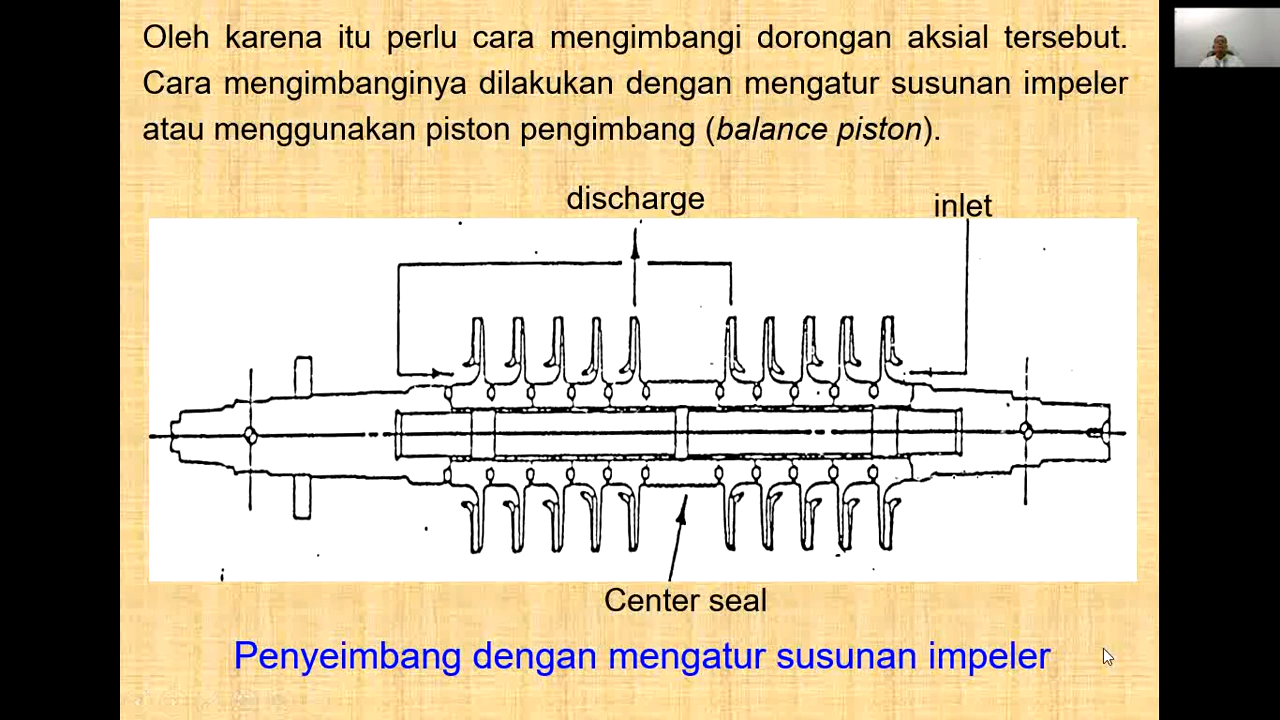 Oleh karena itu perlu cara mengimbangi dorongan aksial tersebut.
Cara mengimbanginya dilakukan dengan mengatur susunan impeler
atau menggunakan piston pengimbang (balance piston).
discharge
inlet
Center seal
Penyeimbang dengan mengatur susunan impeler